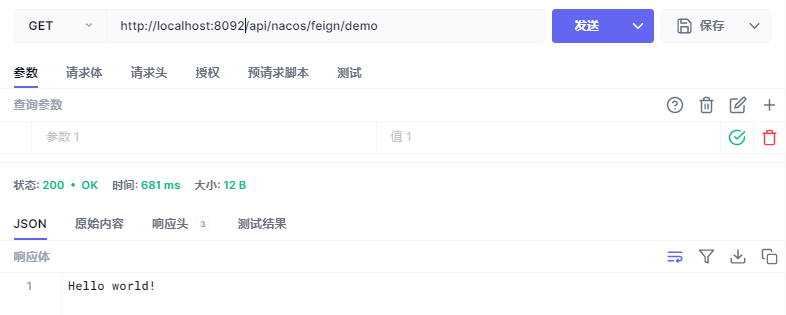 GET http://localhost:8092/api/nacos/feign/demo 发送 保存
参数 请求体 请求头 授权 预请求脚本 测试
查询参数
参数 1 值 1
状态: 200 • OK 时间: 681 ms 大小: 12 B
JSON 原始内容 响应头 3 测试结果
响应体
1 Hello world!